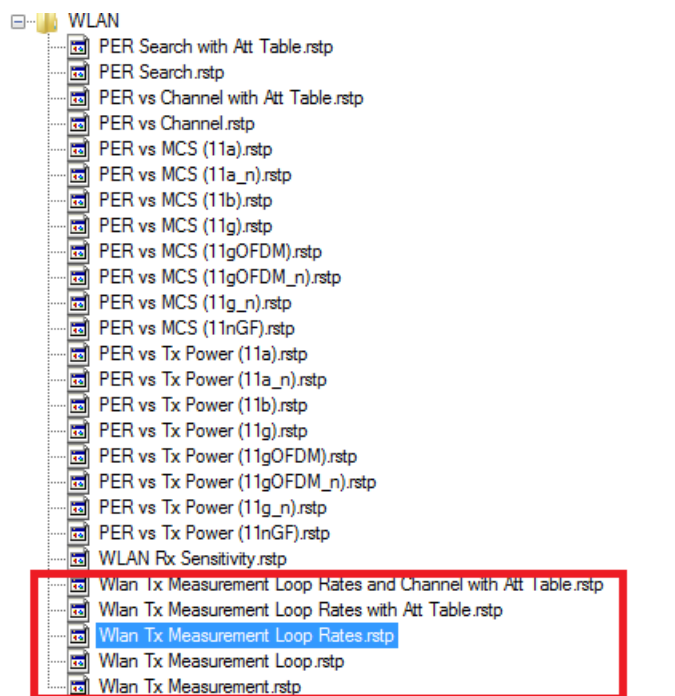 WLAN
PER Search with Att Table.rstp
PER Search.rstp
PER vs Channel with Att Table.rstp
PER vs Channel.rstp
PER vs MCS (11a).rstp
PER vs MCS (11a_n).rstp
PER vs MCS (11b).rstp
PER vs MCS (11g).rstp
PER vs MCS (11gOFDM).rstp
PER vs MCS (11gOFDM_n).rstp
PER vs MCS (11g_n).rstp
PER vs MCS (11nGF).rstp
PER vs Tx Power (11a).rstp
PER vs Tx Power (11a_n).rstp
PER vs Tx Power (11b).rstp
PER vs Tx Power (11g).rstp
PER vs Tx Power (11gOFDM).rstp
PER vs Tx Power (11gOFDM_n).rstp
PER vs Tx Power (11g_n).rstp
PER vs Tx Power (11nGF).rstp
WLAN Rx Sensitivity.rstp
Wlan Tx Measurement Loop Rates and Channel with Att Table.rstp
Wlan Tx Measurement Loop Rates with Att Table.rstp
Wlan Tx Measurement Loop Rates.rstp
Wlan Tx Measurement Loop.rstp
Wlan Tx Measurement.rstp